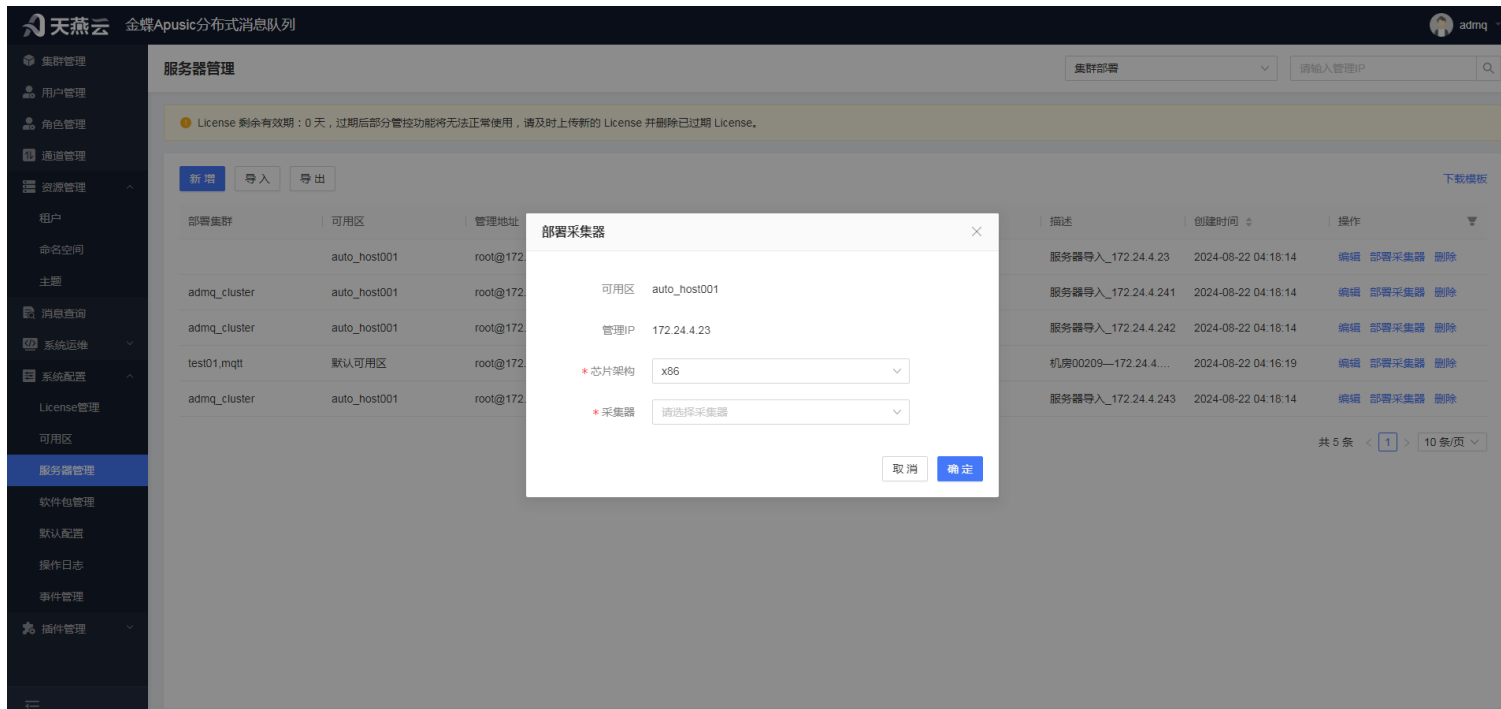 天燕云 金蝶Apusic分布式消息队列 admq
集群管理
用户管理
角色管理
通道管理
资源管理
租户
命名空间
主题
消息查询
系统运维
系统配置
License管理
可用区
服务器管理
软件包管理
默认配置
操作日志
事件管理
插件管理
服务器管理 集群部署 请输入管理IP
License 剩余有效期：0 天，过期后部分管控功能将无法正常使用，请及时上传新的 License 并删除已过期 License。
新 增 导 入 导 出 下载模板
部署集群 可用区 管理地址 描述 创建时间 操作
auto_host001 root@172. 服务器导入_172.24.4.23 2024-08-22 04:18:14 编辑 部署采集器 删除
admq_cluster auto_host001 root@172. 服务器导入_172.24.4.241 2024-08-22 04:18:14 编辑 部署采集器 删除
admq_cluster auto_host001 root@172. 服务器导入_172.24.4.242 2024-08-22 04:18:14 编辑 部署采集器 删除
test01,mqtt 默认可用区 root@172. 机房00209—172.24.4.... 2024-08-22 04:16:19 编辑 部署采集器 删除
admq_cluster auto_host001 root@172. 服务器导入_172.24.4.243 2024-08-22 04:18:14 编辑 部署采集器 删除
共 5 条 < 1 > 10 条/页
部署采集器
可用区 auto_host001
管理IP 172.24.4.23
* 芯片架构 x86
* 采集器 请选择采集器
取 消 确 定